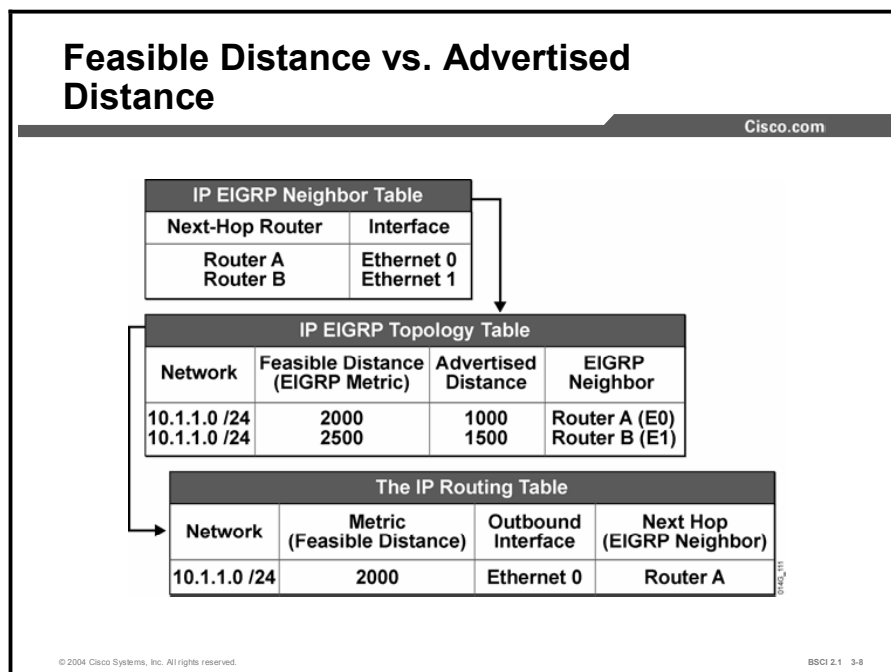 Feasible Distance vs. Advertised
Distance
Cisco.com
IP EIGRP Neighbor Table
Next-Hop Router Interface
Router A Ethernet 0
Router B Ethernet 1
IP EIGRP Topology Table
Network Feasible Distance (EIGRP Metric) Advertised Distance EIGRP Neighbor
10.1.1.0 /24 2000 1000 Router A (E0)
10.1.1.0 /24 2500 1500 Router B (E1)
The IP Routing Table
Network Metric (Feasible Distance) Outbound Interface Next Hop (EIGRP Neighbor)
10.1.1.0 /24 2000 Ethernet 0 Router A
014G_111
© 2004 Cisco Systems, Inc. All rights reserved. BSCI 2.1 3-8